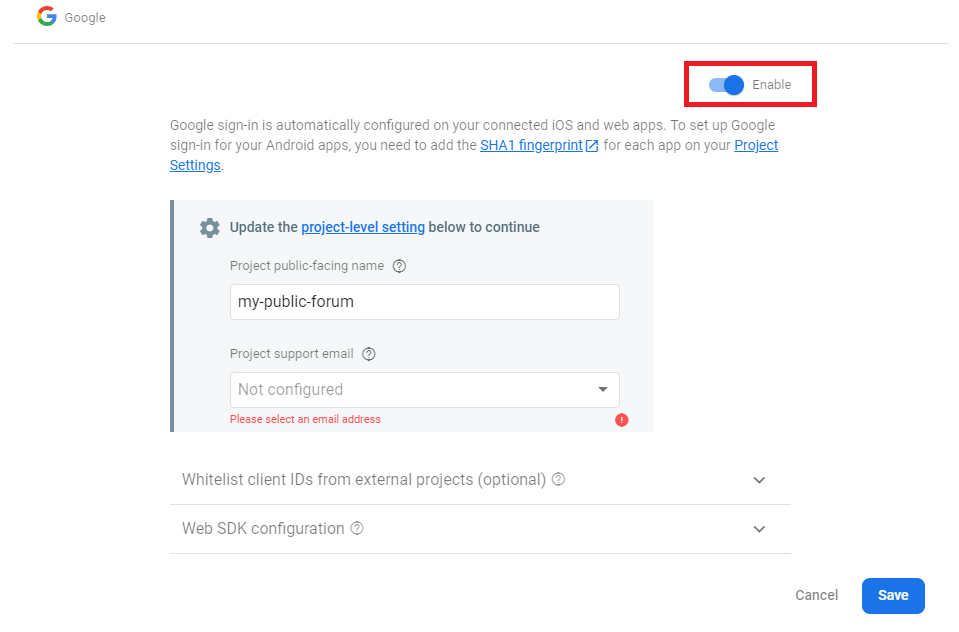 Google
Enable
Google sign-in is automatically configured on your connected iOS and web apps. To set up Google
sign-in for your Android apps, you need to add the SHA1 fingerprint for each app on your Project
Settings.
Update the project-level setting below to continue
Project public-facing name
my-public-forum
Project support email
Not configured
Please select an email address
Whitelist client IDs from external projects (optional)
Web SDK configuration
Cancel
Save